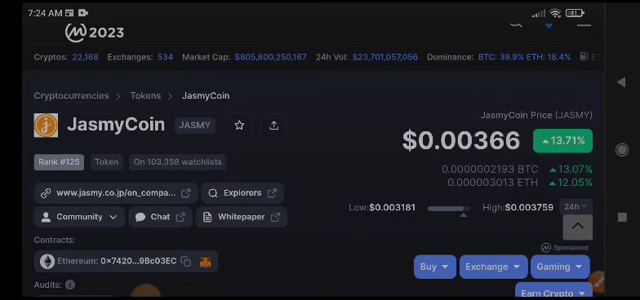 7:24 AM
2023
Cryptos: 22,168 Exchanges: 534 Market Cap: $805,800,250,167 24h Vol: $23,701,057,056 Dominance: BTC: 39.9% ETH: 18.4%
Cryptocurrencies > Tokens > JasmyCoin
JasmyCoin JASMY
Rank #125 Token On 103,358 watchlists
www.jasmy.co.jp/en_compa... Explorers
Community Chat Whitepaper
Contracts:
Ethereum: 0x7420...9Bc03EC
Audits:
JasmyCoin Price (JASMY)
$0.00366 13.71%
0.0000002193 BTC 13.07%
0.000003013 ETH 12.05%
Low: $0.003181 High: $0.003759 24h
Sponsored
Buy Exchange Gaming
Earn Crypto